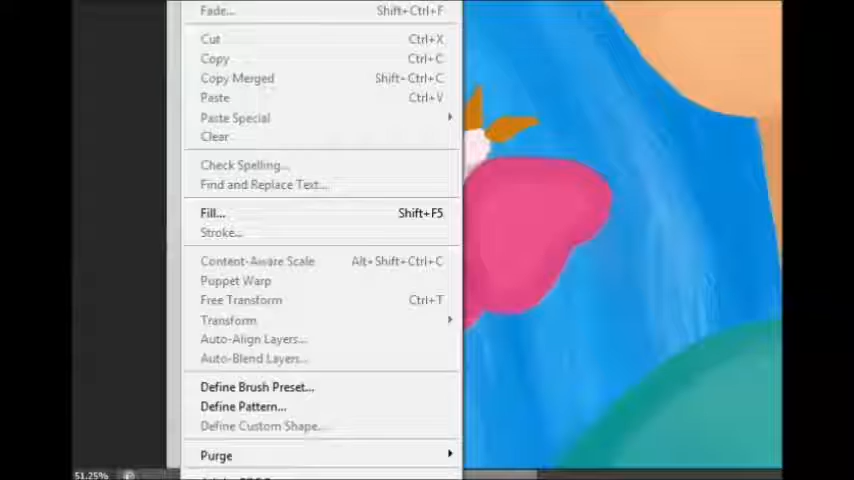 Fade... Shift+Ctrl+F
Cut Ctrl+X
Copy Ctrl+C
Copy Merged Shift+Ctrl+C
Paste Ctrl+V
Paste Special
Clear
Check Spelling...
Find and Replace Text...
Fill... Shift+F5
Stroke...
Content-Aware Scale Alt+Shift+Ctrl+C
Puppet Warp
Free Transform Ctrl+T
Transform
Auto-Align Layers...
Auto-Blend Layers...
Define Brush Preset...
Define Pattern...
Define Custom Shape...
Purge
51.25%